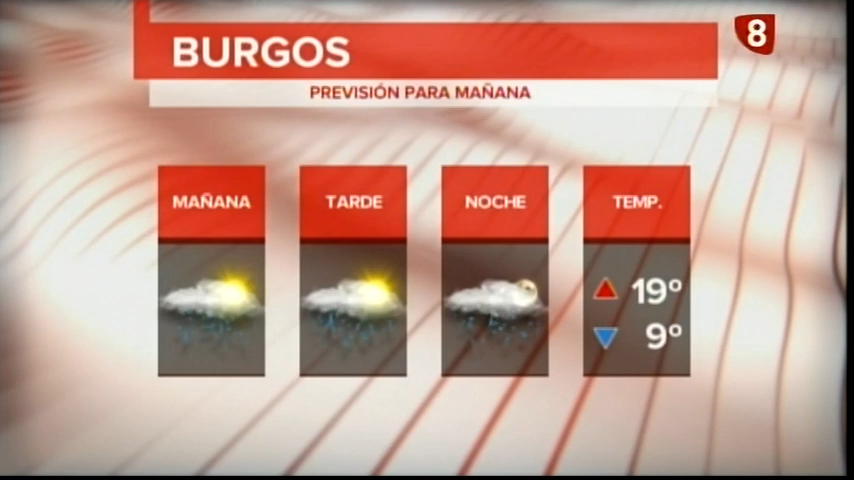 BURGOS
8
PREVISIÓN PARA MAÑANA
MAÑANA
TARDE
NOCHE
TEMP.
19º
9º